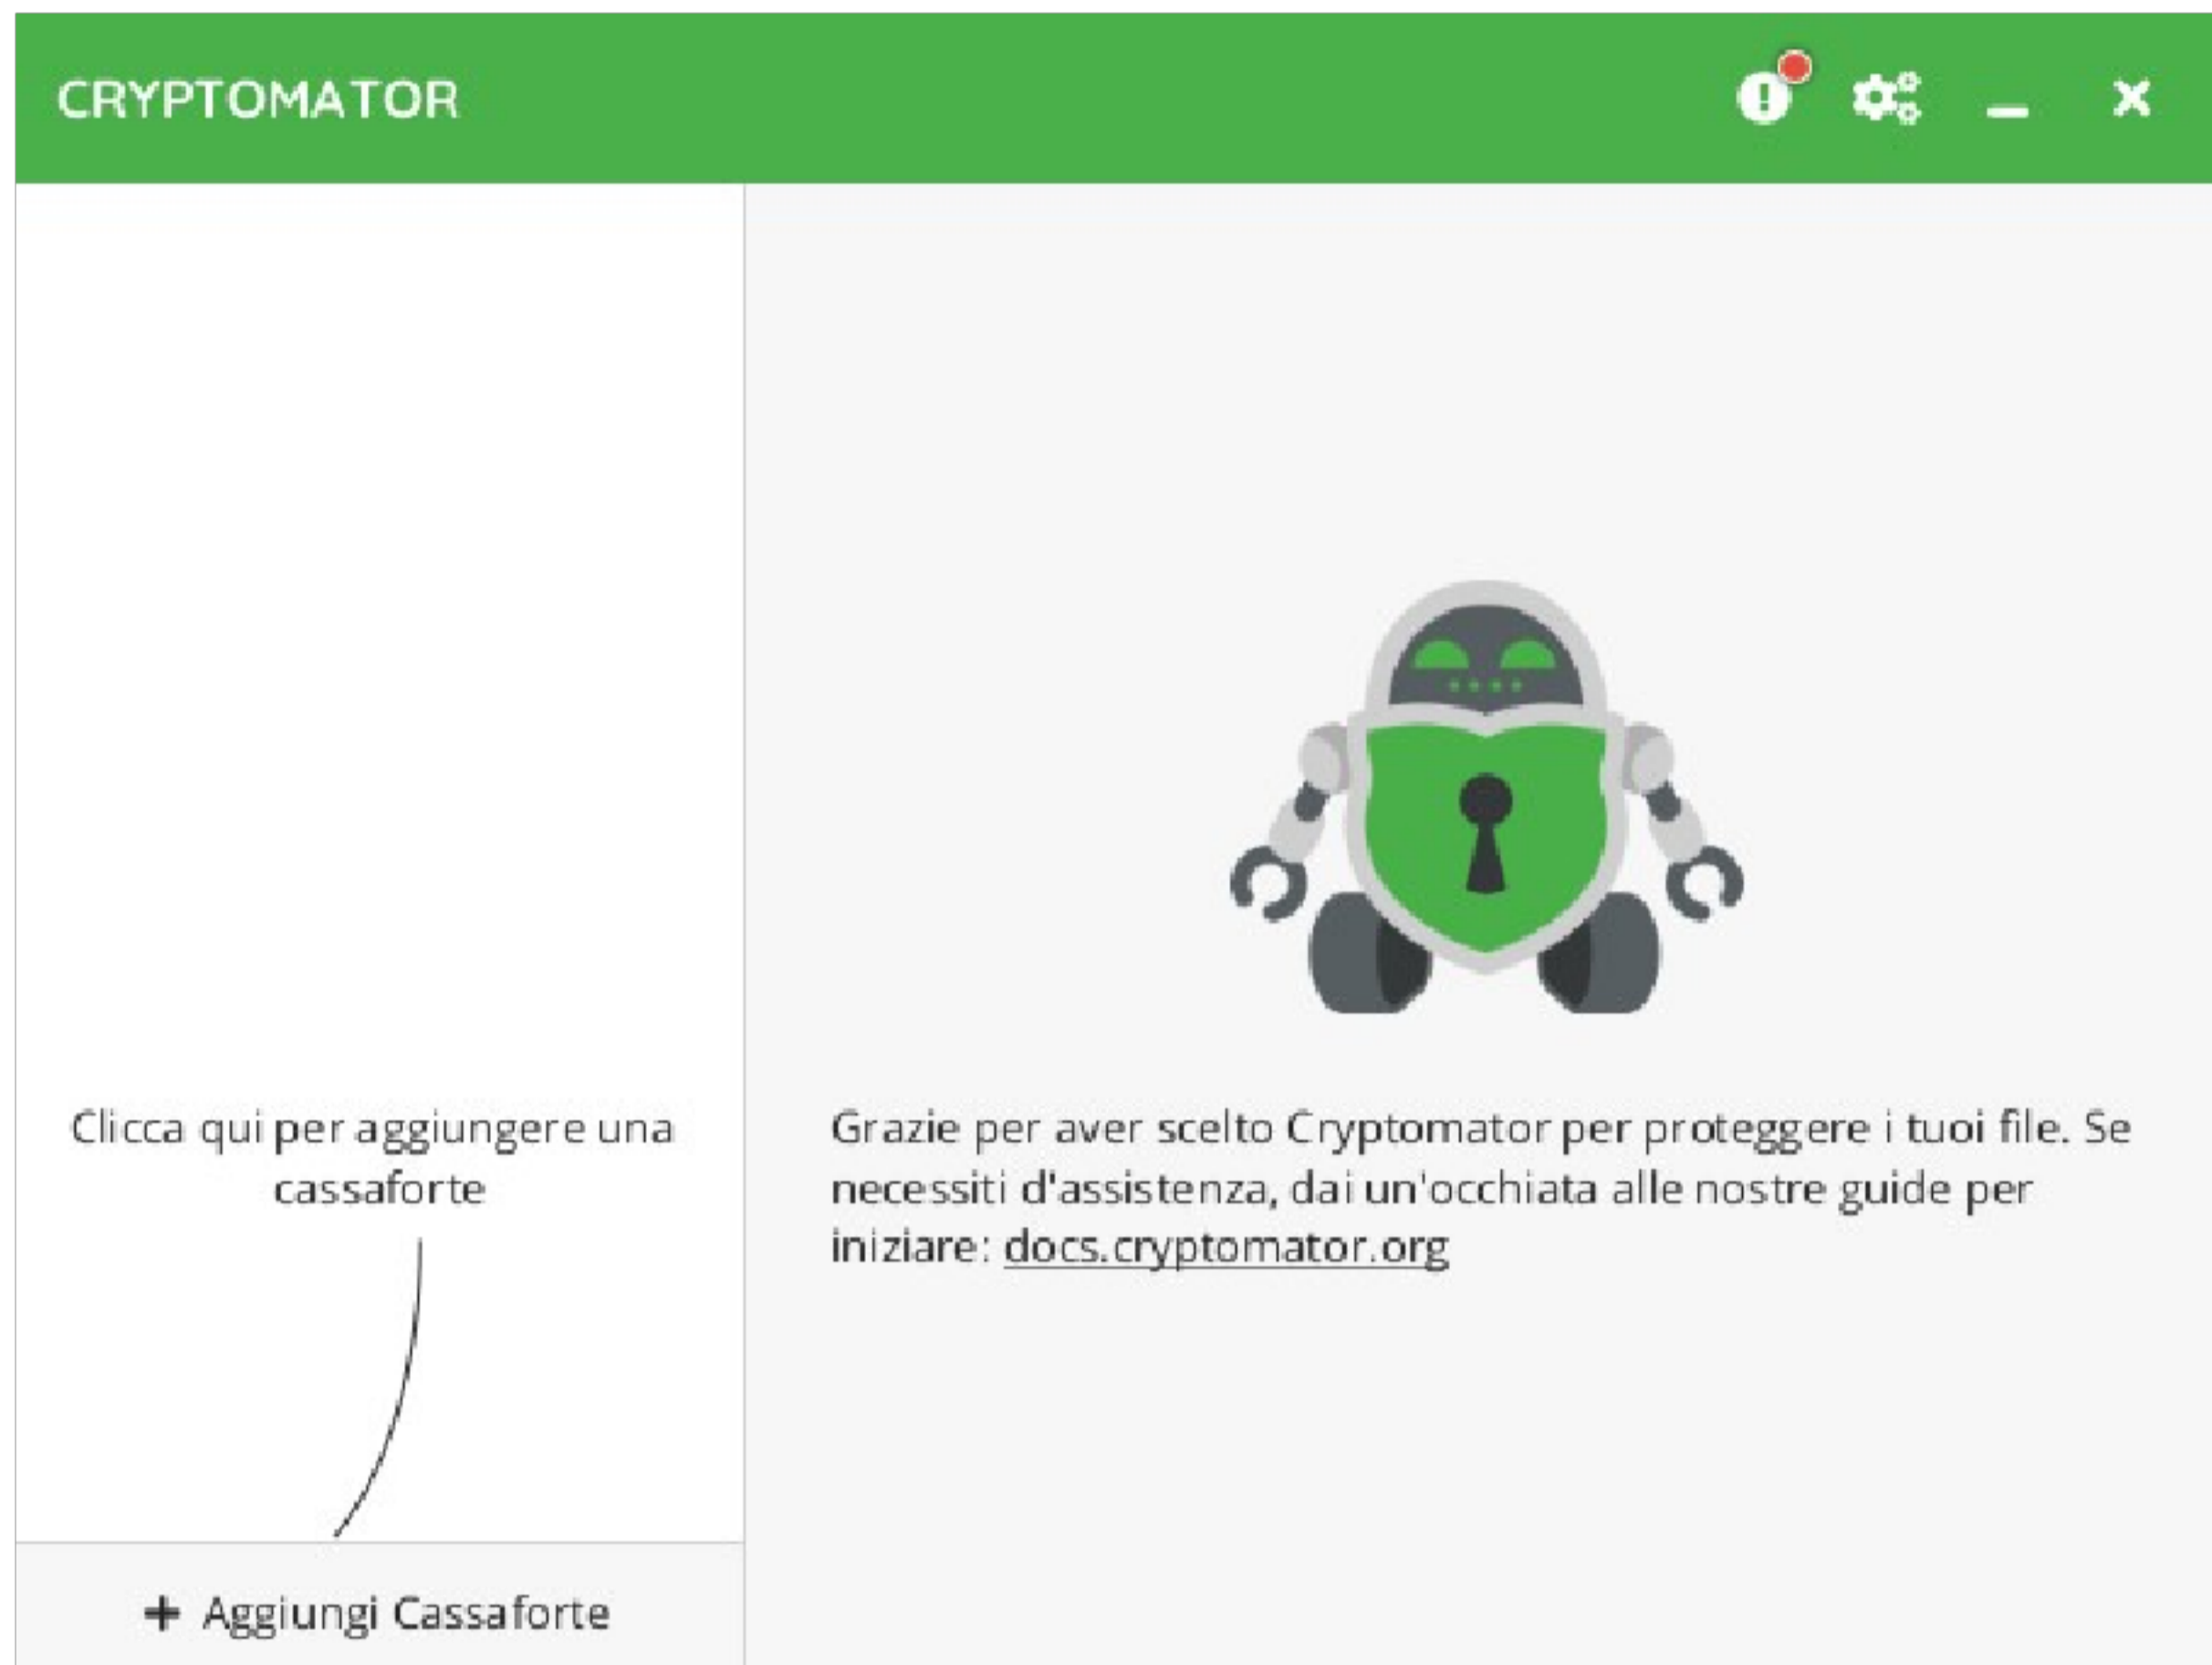 CRYPTOMATOR
Clicca qui per aggiungere una
cassaforte
+ Aggiungi Cassaforte
Grazie per aver scelto Cryptomator per proteggere i tuoi file. Se
necessiti d'assistenza, dai un'occhiata alle nostre guide per
iniziare: docs.cryptomator.org